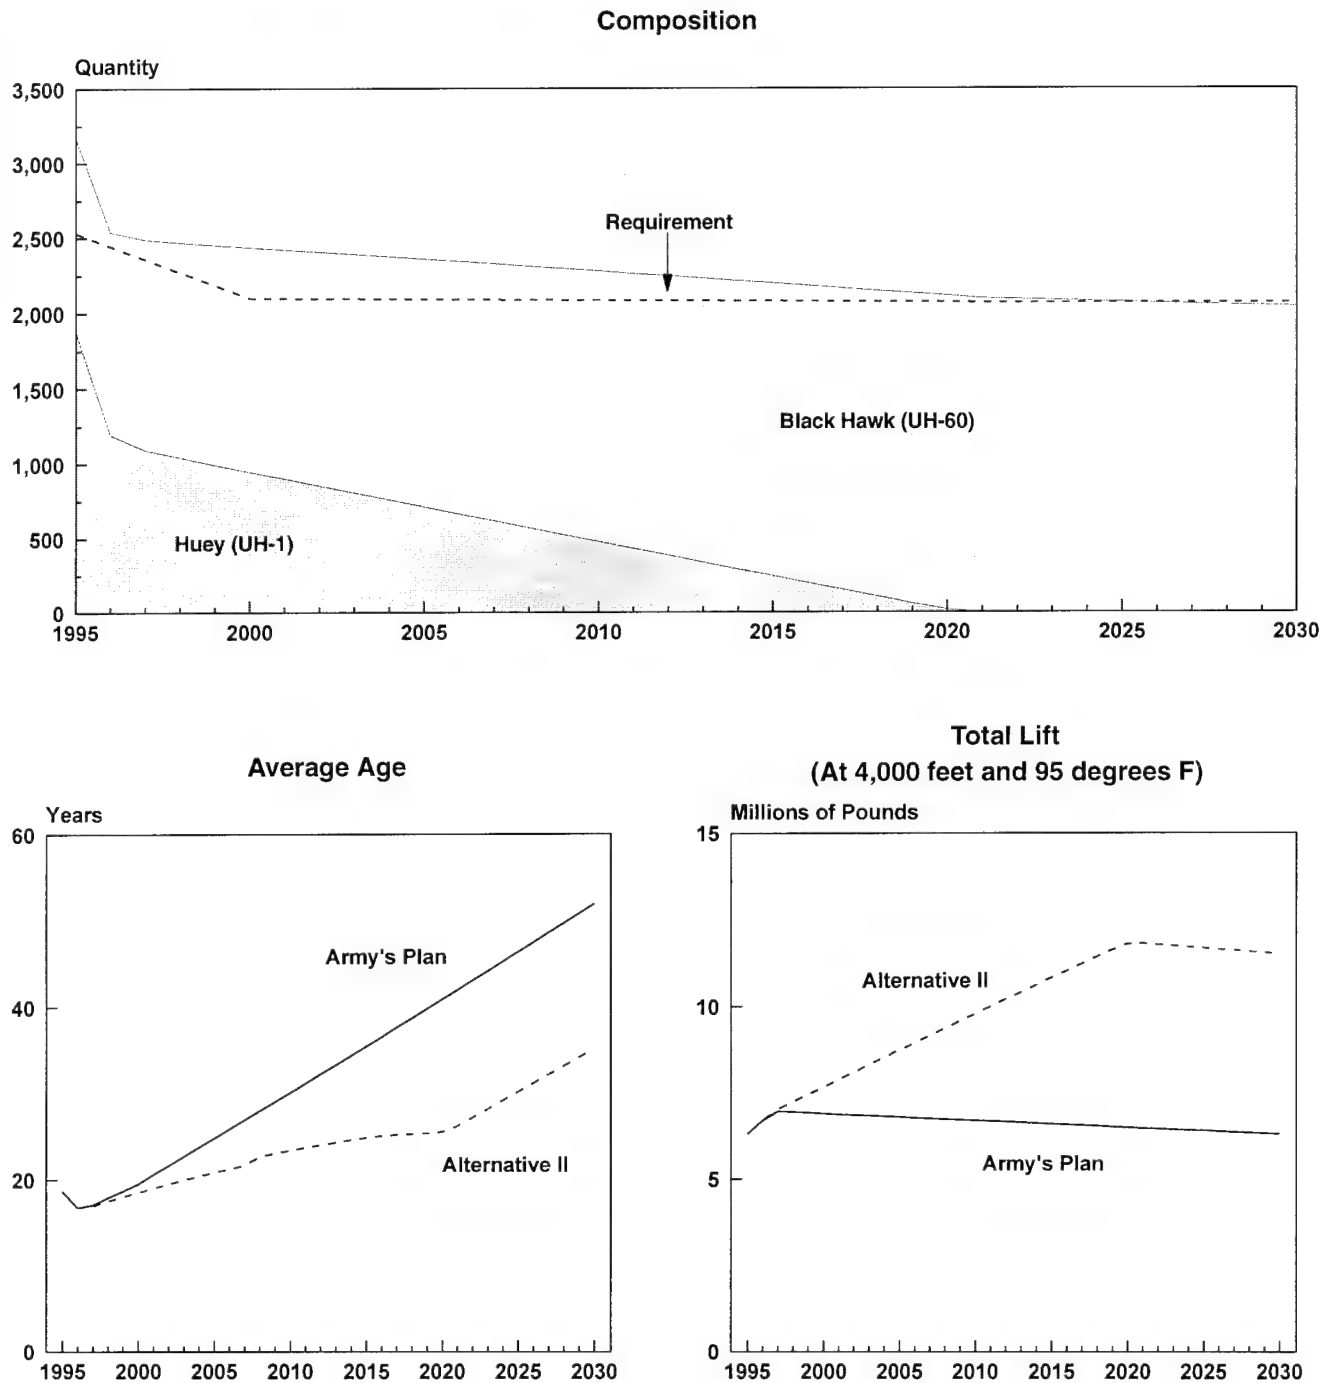 Composition
Quantity
3,500
3,000
2,500
2,000
1,500
1,000
500
0
Requirement
Black Hawk (UH-60)
Huey (UH-1)
1995 2000 2005 2010 2015 2020 2025 2030
Average Age
Years
60
40
20
0
Army's Plan
Alternative II
1995 2000 2005 2010 2015 2020 2025 2030
Total Lift
(At 4,000 feet and 95 degrees F)
Millions of Pounds
15
10
5
0
Alternative II
Army's Plan
1995 2000 2005 2010 2015 2020 2025 2030